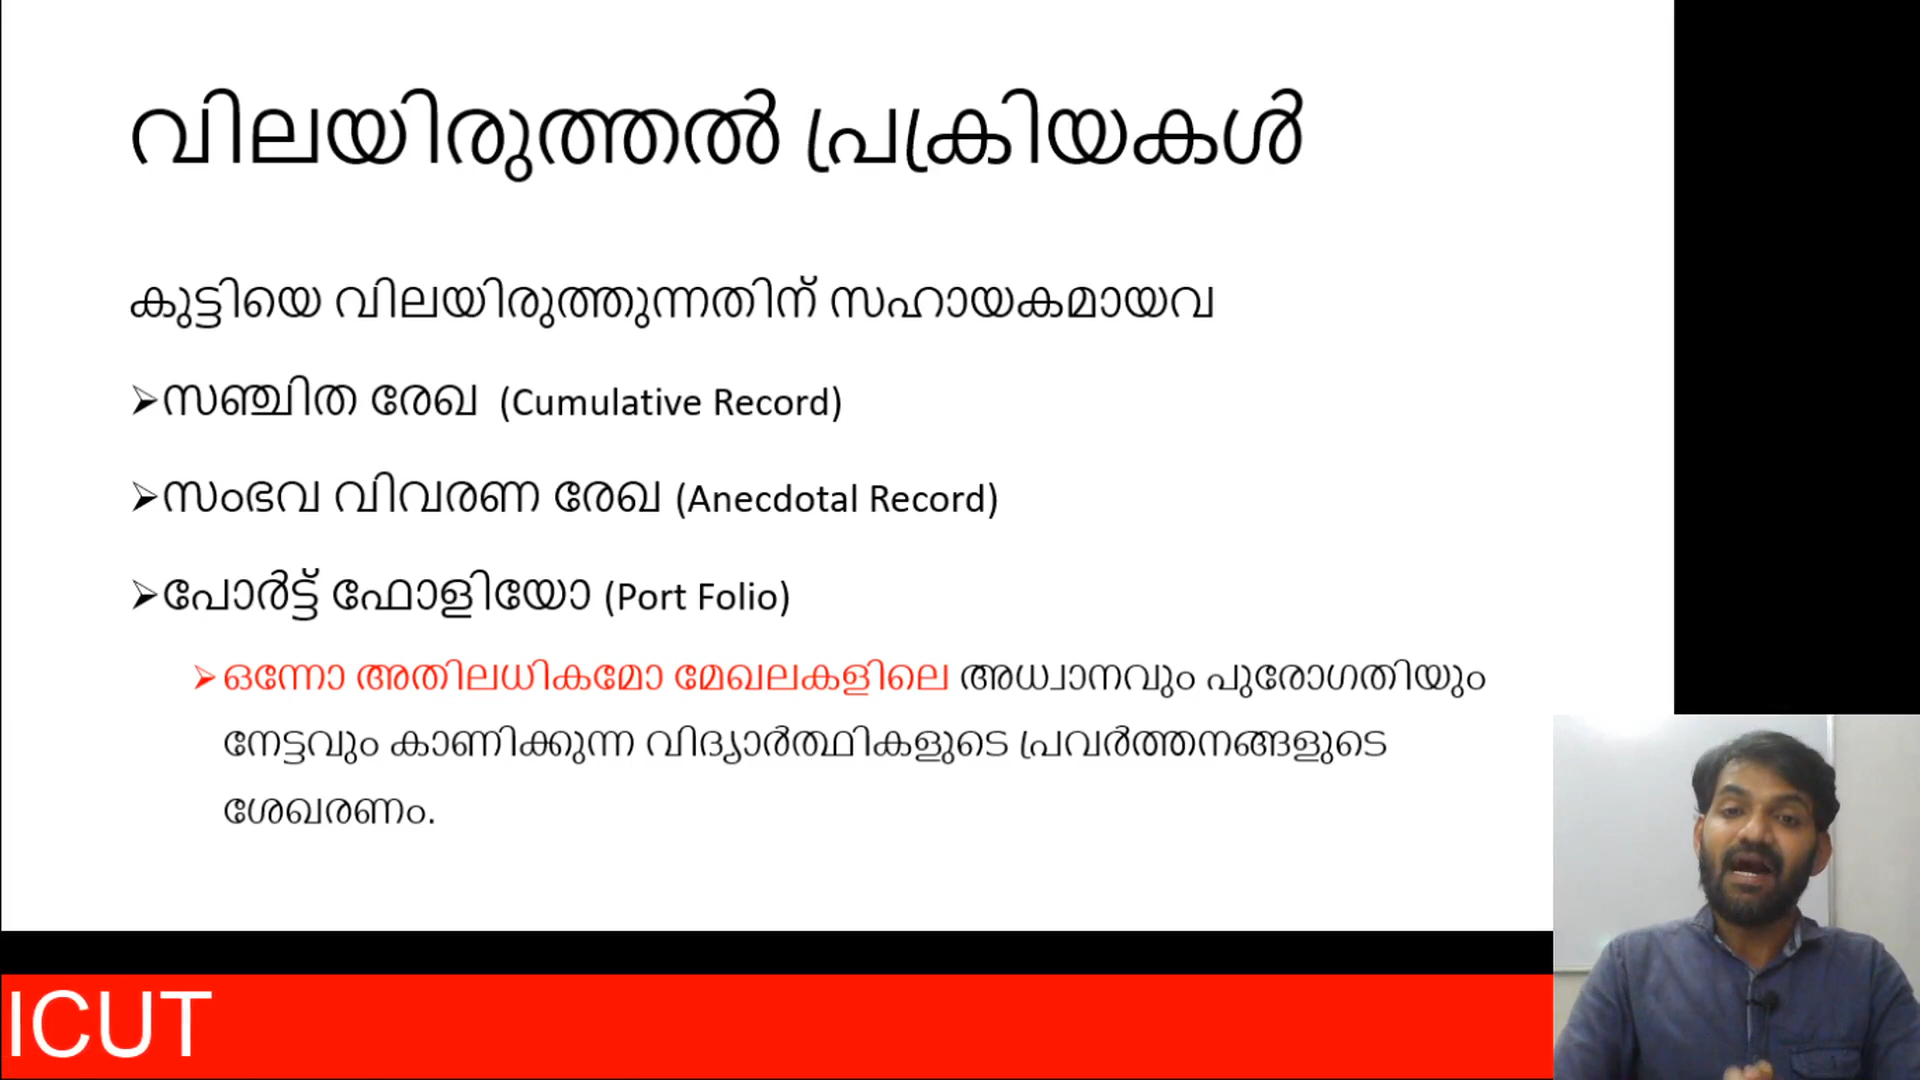 വിലയിരുത്തൽ പ്രക്രിയകൾ
കുട്ടിയെ വിലയിരുത്തുന്നതിന് സഹായകമായവ
➢സഞ്ചിത രേഖ (Cumulative Record)
➢സംഭവ വിവരണ രേഖ (Anecdotal Record)
➢പോർട്ട് ഫോളിയോ (Port Folio)
➢ഒന്നോ അതിലധികമോ മേഖലകളിലെ അധ്വാനവും പുരോഗതിയും
നേട്ടവും കാണിക്കുന്ന വിദ്യാർത്ഥികളുടെ പ്രവർത്തനങ്ങളുടെ
ശേഖരണം.
ICUT